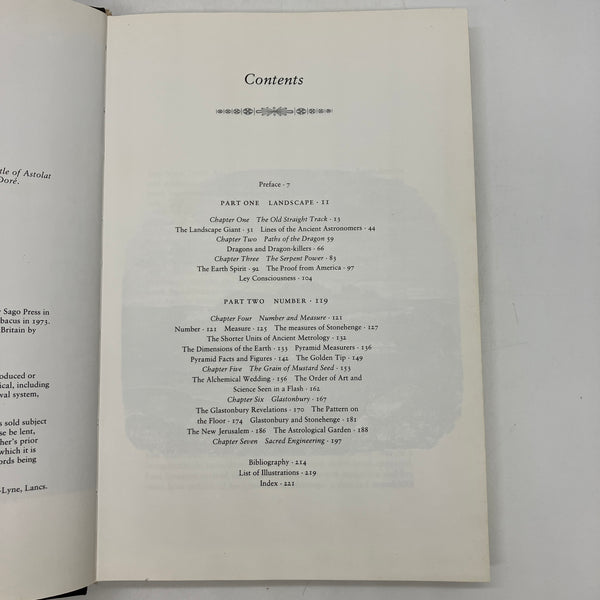 tle of Astolat
Doré.
Sago Press in
bacus in 1973.
Britain by
oduced or
ical, including
val system,
s sold subject
se be lent,
her's prior
which it is
ords being
-Lyne, Lancs.
Contents
Preface · 7
PART ONE LANDSCAPE · 11
Chapter One The Old Straight Track · 13
The Landscape Giant · 31 Lines of the Ancient Astronomers · 44
Chapter Two Paths of the Dragon 59
Dragons and Dragon-killers · 66
Chapter Three The Serpent Power · 83
The Earth Spirit · 92 The Proof from America · 97
Ley Consciousness · 104
PART TWO NUMBER · 119
Chapter Four Number and Measure · 121
Number · 121 Measure · 125 The measures of Stonehenge · 127
The Shorter Units of Ancient Metrology · 132
The Dimensions of the Earth · 133 Pyramid Measurers · 136
Pyramid Facts and Figures · 142 The Golden Tip · 149
Chapter Five The Grain of Mustard Seed · 153
The Alchemical Wedding · 156 The Order of Art and
Science Seen in a Flash · 162
Chapter Six Glastonbury · 167
The Glastonbury Revelations · 170 The Pattern on
the Floor · 174 Glastonbury and Stonehenge · 181
The New Jerusalem · 186 The Astrological Garden · 188
Chapter Seven Sacred Engineering · 197
Bibliography · 214
List of Illustrations · 219
Index · 221